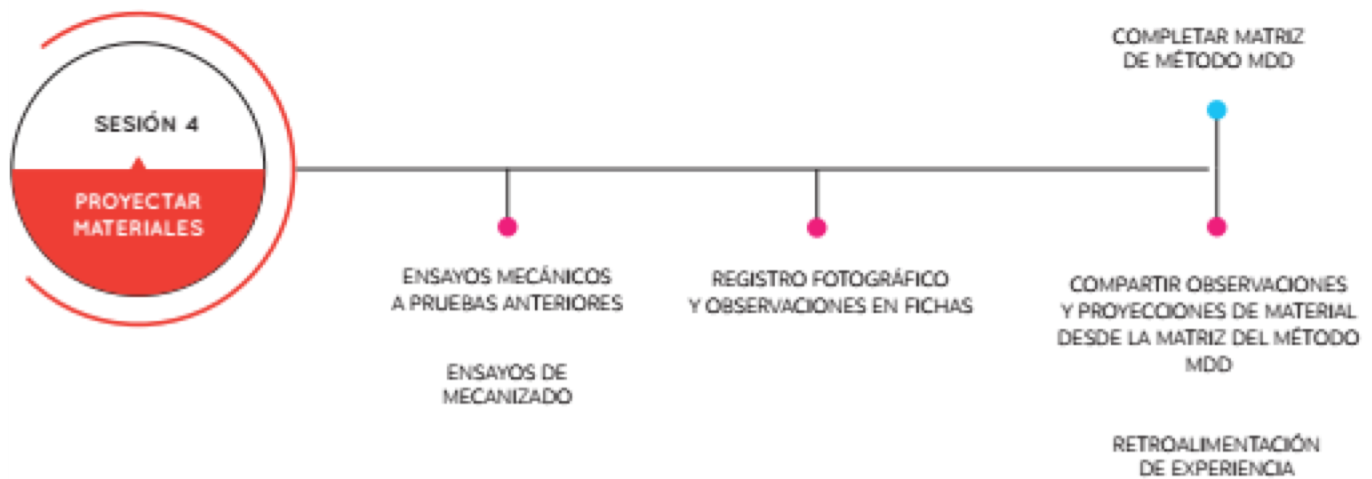 SESIÓN 4
PROYECTAR
MATERIALES
ENSAYOS MECÁNICOS
A PRUEBAS ANTERIORES
ENSAYOS DE
MECANIZADO
REGISTRO FOTOGRÁFICO
Y OBSERVACIONES EN FICHAS
COMPLETAR MATRIZ
DE MÉTODO MDD
COMPARTIR OBSERVACIONES
Y PROYECCIONES DE MATERIAL
DESDE LA MATRIZ DEL MÉTODO
MDD
RETROALIMENTACIÓN
DE EXPERIENCIA